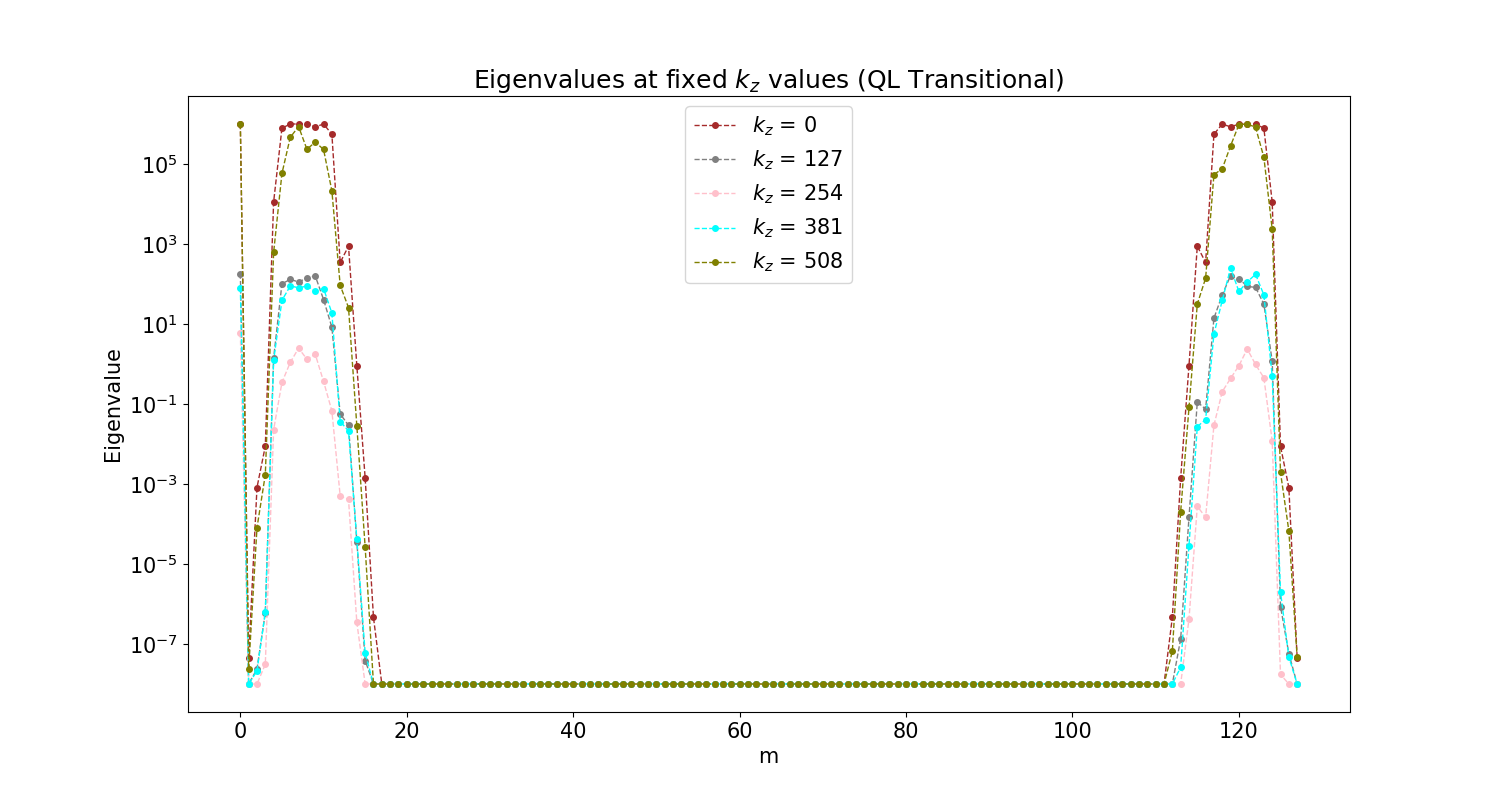 Eigenvalues at fixed k_z values (QL Transitional)
k_z = 0
k_z = 127
k_z = 254
k_z = 381
k_z = 508
Eigenvalue
10^5
10^3
10^1
10^−1
10^−3
10^−5
10^−7
0 20 40 60 80 100 120
m